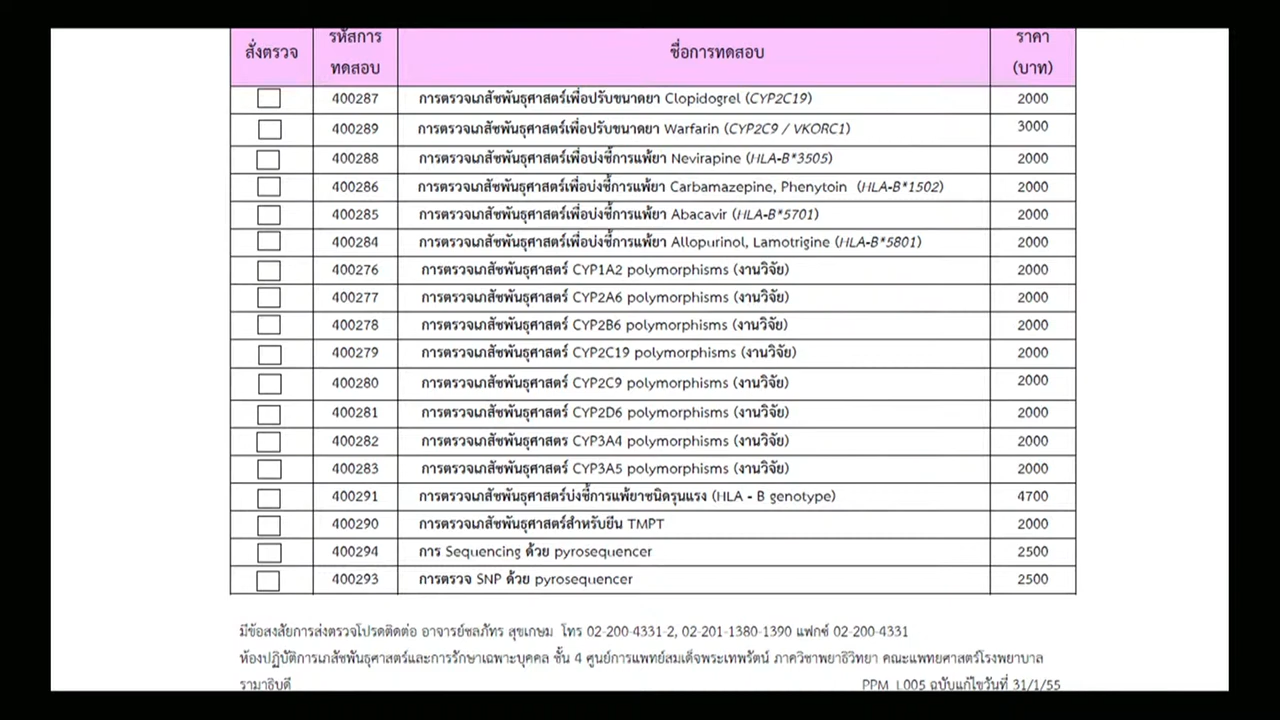 สั่งตรวจ รหัสการทดสอบ ชื่อการทดสอบ ราคา (บาท)
400287 การตรวจเภสัชพันธุศาสตร์เพื่อปรับขนาดยา Clopidogrel (CYP2C19) 2000
400289 การตรวจเภสัชพันธุศาสตร์เพื่อปรับขนาดยา Warfarin (CYP2C9 / VKORC1) 3000
400288 การตรวจเภสัชพันธุศาสตร์เพื่อบ่งชี้การแพ้ยา Nevirapine (HLA-B*3505) 2000
400286 การตรวจเภสัชพันธุศาสตร์เพื่อบ่งชี้การแพ้ยา Carbamazepine, Phenytoin (HLA-B*1502) 2000
400285 การตรวจเภสัชพันธุศาสตร์เพื่อบ่งชี้การแพ้ยา Abacavir (HLA-B*5701) 2000
400284 การตรวจเภสัชพันธุศาสตร์เพื่อบ่งชี้การแพ้ยา Allopurinol, Lamotrigine (HLA-B*5801) 2000
400276 การตรวจเภสัชพันธุศาสตร์ CYP1A2 polymorphisms (งานวิจัย) 2000
400277 การตรวจเภสัชพันธุศาสตร์ CYP2A6 polymorphisms (งานวิจัย) 2000
400278 การตรวจเภสัชพันธุศาสตร์ CYP2B6 polymorphisms (งานวิจัย) 2000
400279 การตรวจเภสัชพันธุศาสตร์ CYP2C19 polymorphisms (งานวิจัย) 2000
400280 การตรวจเภสัชพันธุศาสตร์ CYP2C9 polymorphisms (งานวิจัย) 2000
400281 การตรวจเภสัชพันธุศาสตร์ CYP2D6 polymorphisms (งานวิจัย) 2000
400282 การตรวจเภสัชพันธุศาสตร CYP3A4 polymorphisms (งานวิจัย) 2000
400283 การตรวจเภสัชพันธุศาสตร์ CYP3A5 polymorphisms (งานวิจัย) 2000
400291 การตรวจเภสัชพันธุศาสตร์บ่งชี้การแพ้ยาชนิดรุนแรง (HLA - B genotype) 4700
400290 การตรวจเภสัชพันธุศาสตร์สำหรับยีน TMPT 2000
400294 การ Sequencing ด้วย pyrosequencer 2500
400293 การตรวจ SNP ด้วย pyrosequencer 2500
มีข้อสงสัยการส่งตรวจโปรดติดต่อ อาจารย์ชลภัทร สุขเกษม โทร 02-200-4331-2, 02-201-1380-1390 แฟกซ์ 02-200-4331
ห้องปฏิบัติการเภสัชพันธุศาสตร์และการรักษาเฉพาะบุคคล ชั้น 4 ศูนย์การแพทย์สมเด็จพระเทพรัตน์ ภาควิชาพยาธิวิทยา คณะแพทยศาสตร์โรงพยาบาล
รามาธิบดี PPM_L005 ฉบับแก้ไขวันที่ 31/1/55